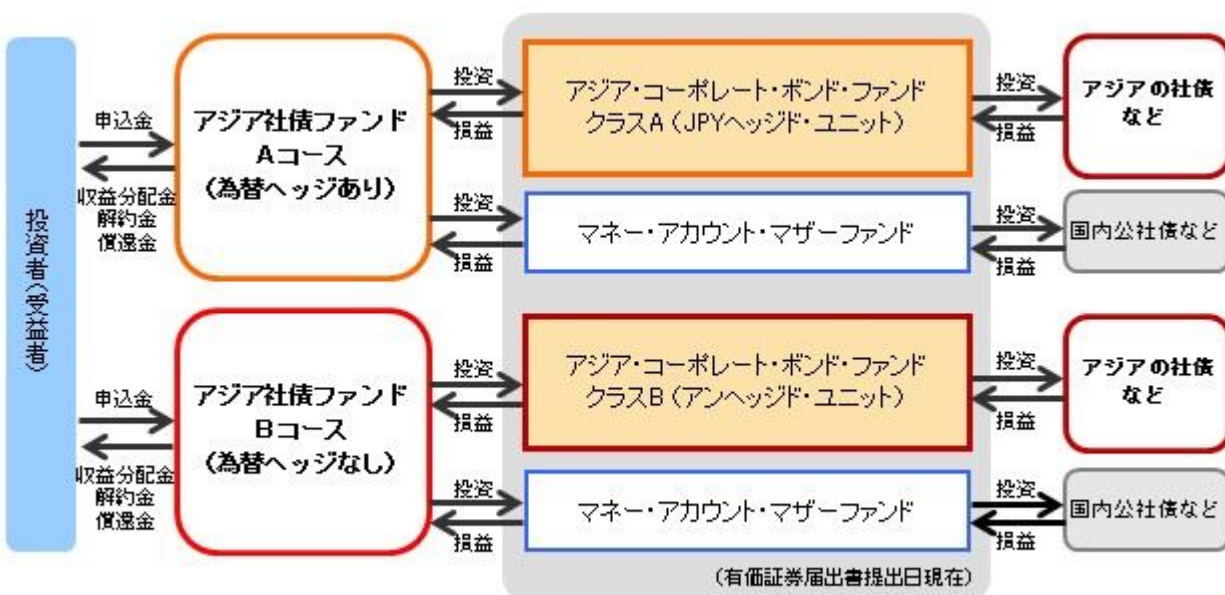 投資者(受益者)
申込金
収益分配金
解約金
償還金
アジア社債ファンド
Aコース
(為替ヘッジあり)
投資
損益
アジア・コーポレート・ボンド・ファンド
クラスA(JPYヘッジド・ユニット)
投資
損益
アジアの社債
など
投資
損益
マネー・アカウント・マザーファンド
投資
損益
国内公社債など
申込金
収益分配金
解約金
償還金
アジア社債ファンド
Bコース
(為替ヘッジなし)
投資
損益
アジア・コーポレート・ボンド・ファンド
クラスB(アンヘッジド・ユニット)
投資
損益
アジアの社債
など
投資
損益
マネー・アカウント・マザーファンド
投資
損益
国内公社債など
(有価証券届出書提出日現在)